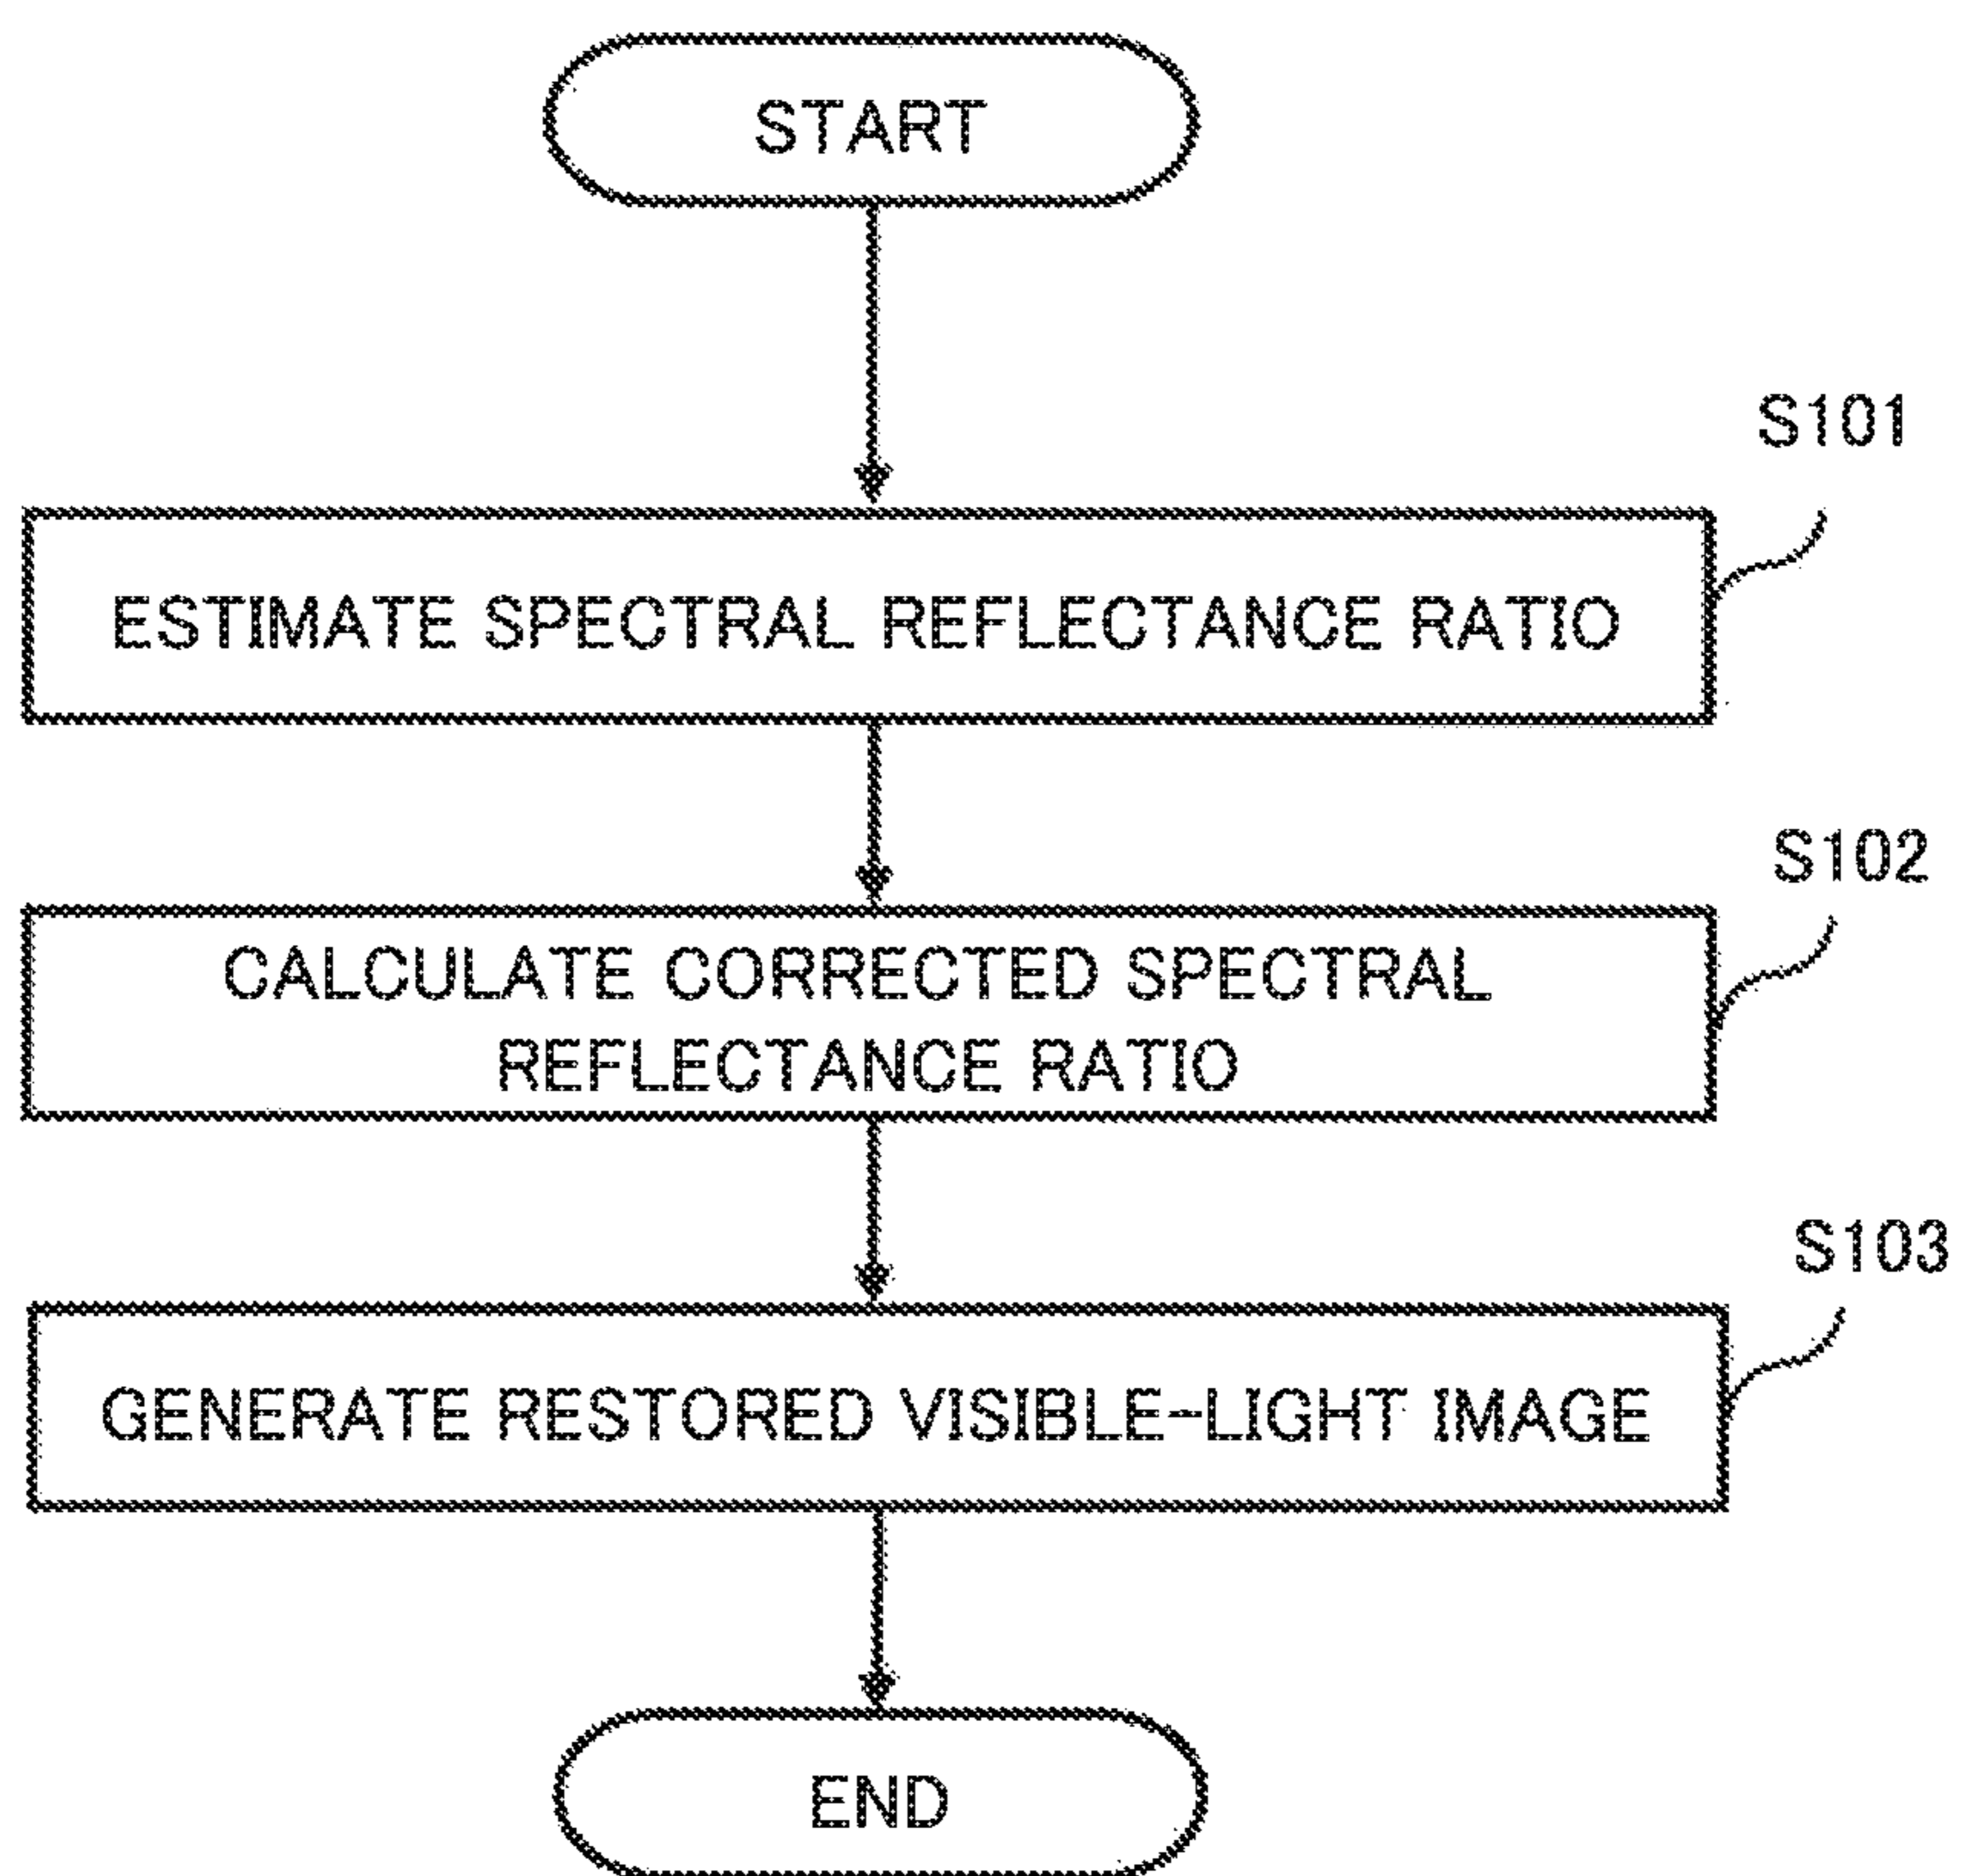 START
S101
ESTIMATE SPECTRAL REFLECTANCE RATIO
S102
CALCULATE CORRECTED SPECTRAL
REFLECTANCE RATIO
S103
GENERATE RESTORED VISIBLE-LIGHT IMAGE
END